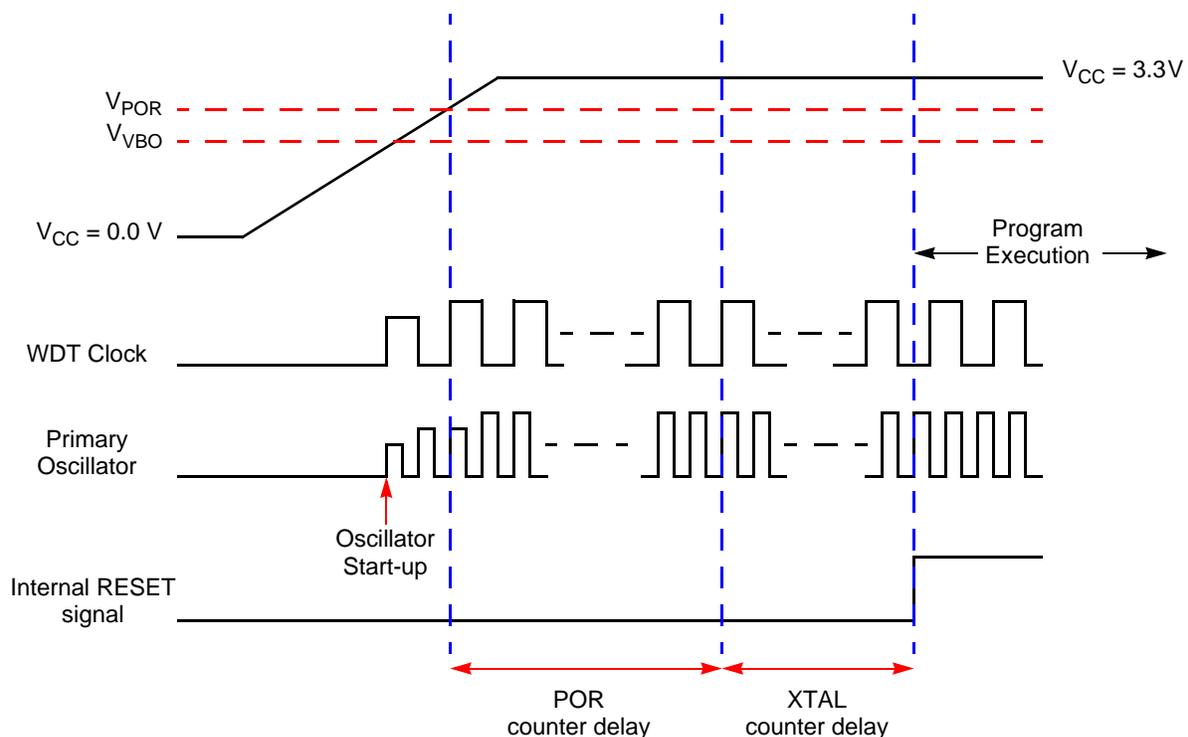 V_CC = 3.3V
V_POR
V_VBO
V_CC = 0.0 V
Program
Execution
WDT Clock
Primary
Oscillator
Oscillator
Start-up
Internal RESET
signal
POR
counter delay
XTAL
counter delay